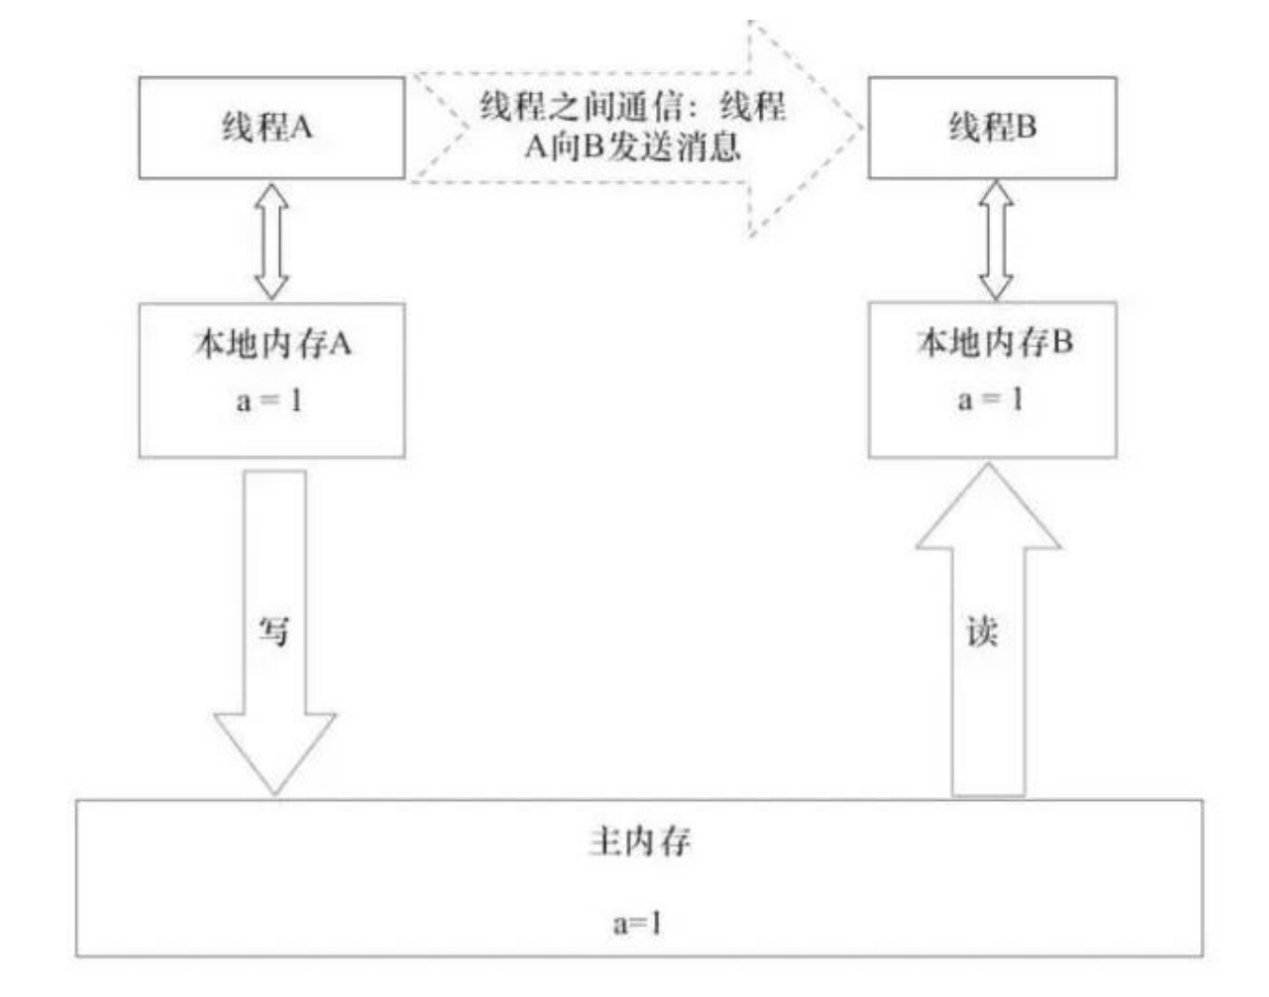 线程A
线程之间通信：线程
A向B发送消息
线程B
本地内存A
a = 1
本地内存B
a = 1
写
读
主内存
a=1